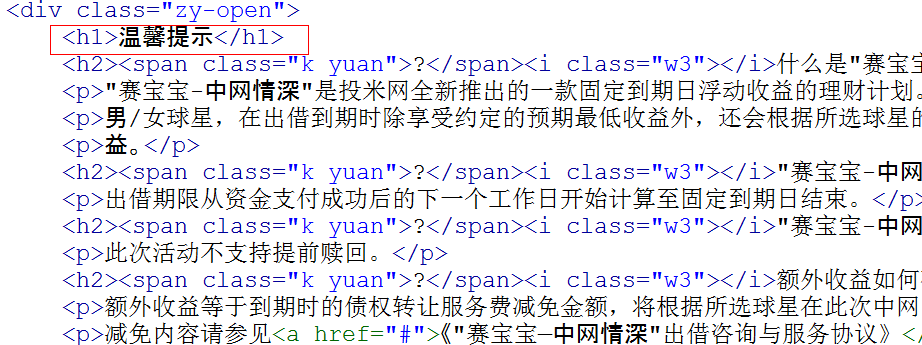 <div class="zy-open">
<h1>温馨提示</h1>
<h2><span class="k yuan">?</span><i class="w3"></i>什么是"赛宝
<p>"赛宝宝-中网情深"是投米网全新推出的一款固定到期日浮动收益的理财计划。
<p>男/女球星，在出借到期时除享受约定的预期最低收益外，还会根据所选球星的
<p>益。</p>
<h2><span class="k yuan">?</span><i class="w3"></i>"赛宝宝-中网
<p>出借期限从资金支付成功后的下一个工作日开始计算至固定到期日结束。</p>
<h2><span class="k yuan">?</span><i class="w3"></i>"赛宝宝-中网
<p>此次活动不支持提前赎回。</p>
<h2><span class="k yuan">?</span><i class="w3"></i>额外收益如何
<p>额外收益等于到期时的债权转让服务费减免金额，将根据所选球星在此次中网
<p>减免内容请参见<a href="#">《"赛宝宝—中网情深"出借咨询与服务协议》</